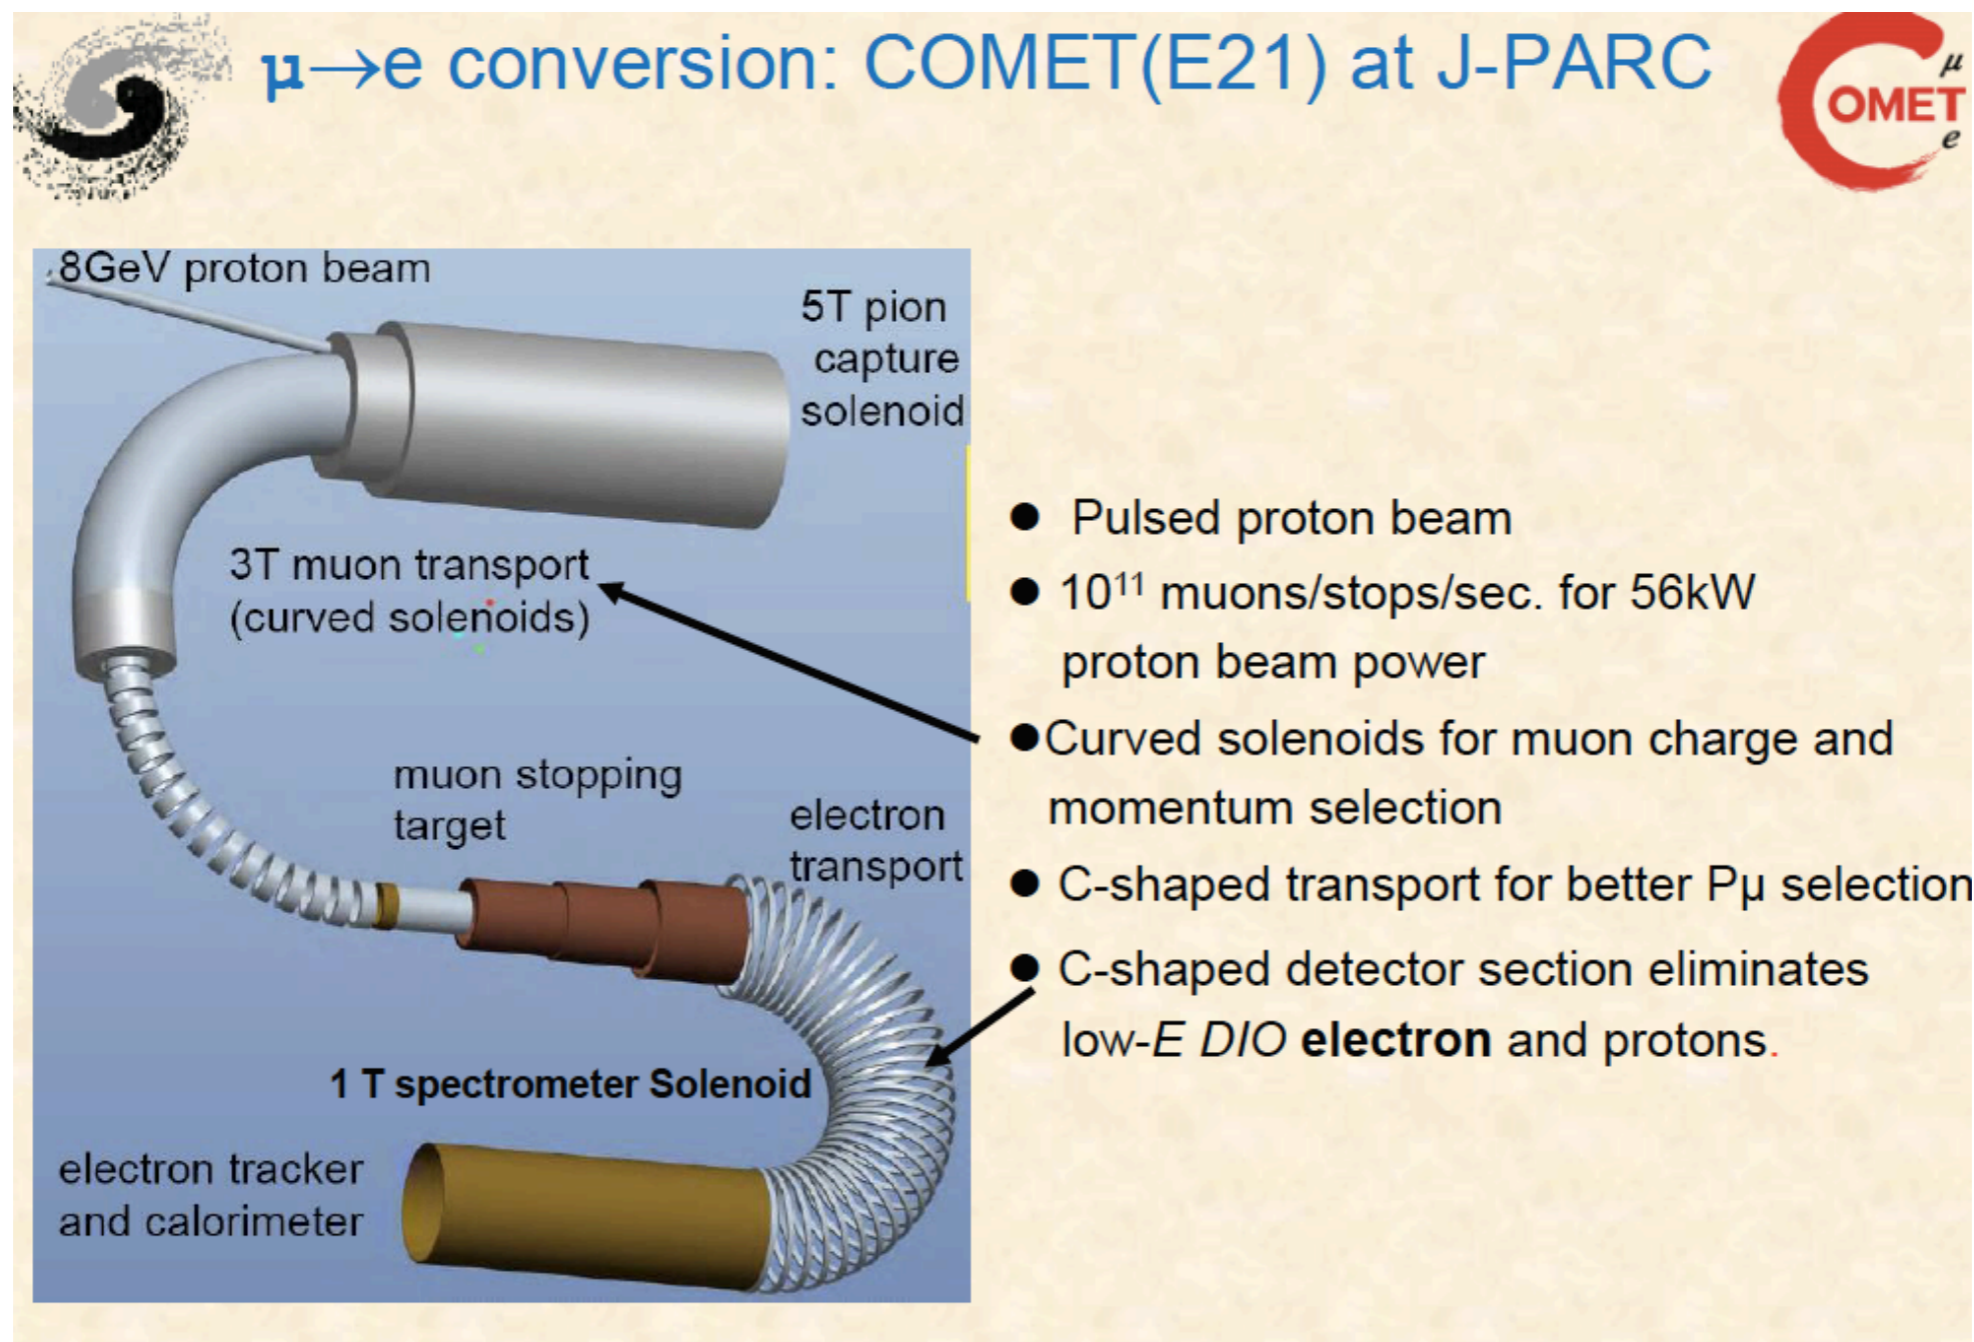 µ→e conversion: COMET(E21) at J-PARC
µ
OMET
e
8GeV proton beam
5T pion
capture
solenoid
3T muon transport
(curved solenoids)
muon stopping
target
electron
transport
1 T spectrometer Solenoid
electron tracker
and calorimeter
● Pulsed proton beam
● 10¹¹ muons/stops/sec. for 56kW
proton beam power
●Curved solenoids for muon charge and
momentum selection
● C-shaped transport for better Pµ selection
● C-shaped detector section eliminates
low-E DIO electron and protons.